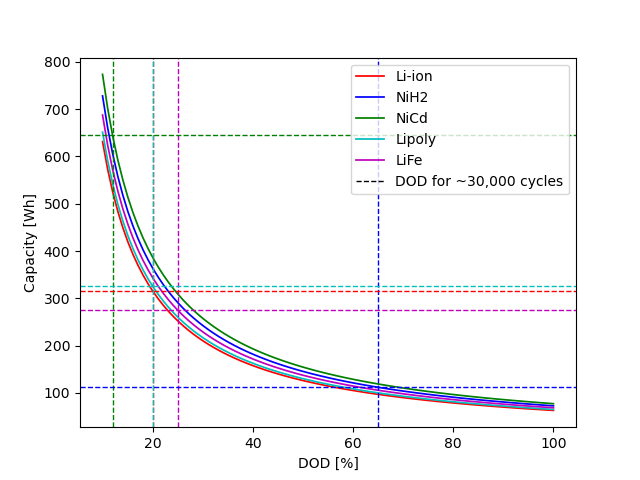 800
700
600
500
400
300
200
100
Capacity [Wh]
Li-ion
NiH2
NiCd
Lipoly
LiFe
DOD for ~30,000 cycles
20 40 60 80 100
DOD [%]